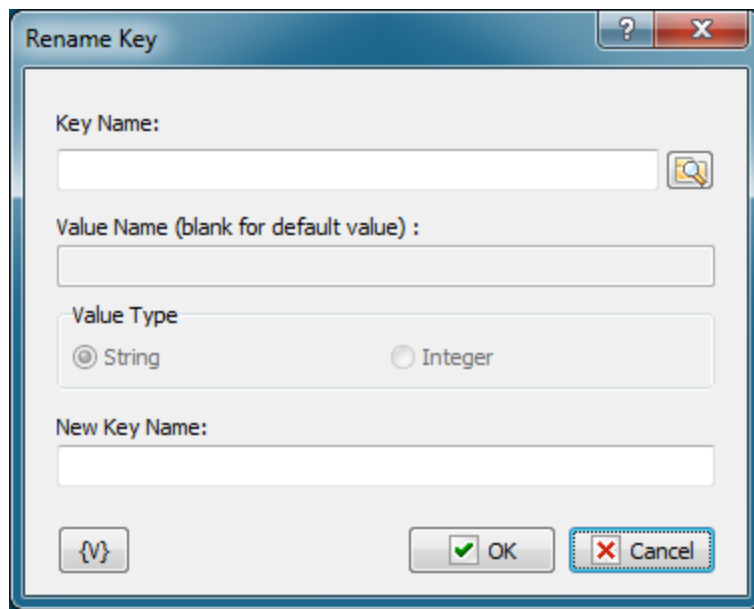 Rename Key
?
Key Name:
Value Name (blank for default value) :
Value Type
String
Integer
New Key Name:
{V}
OK
Cancel